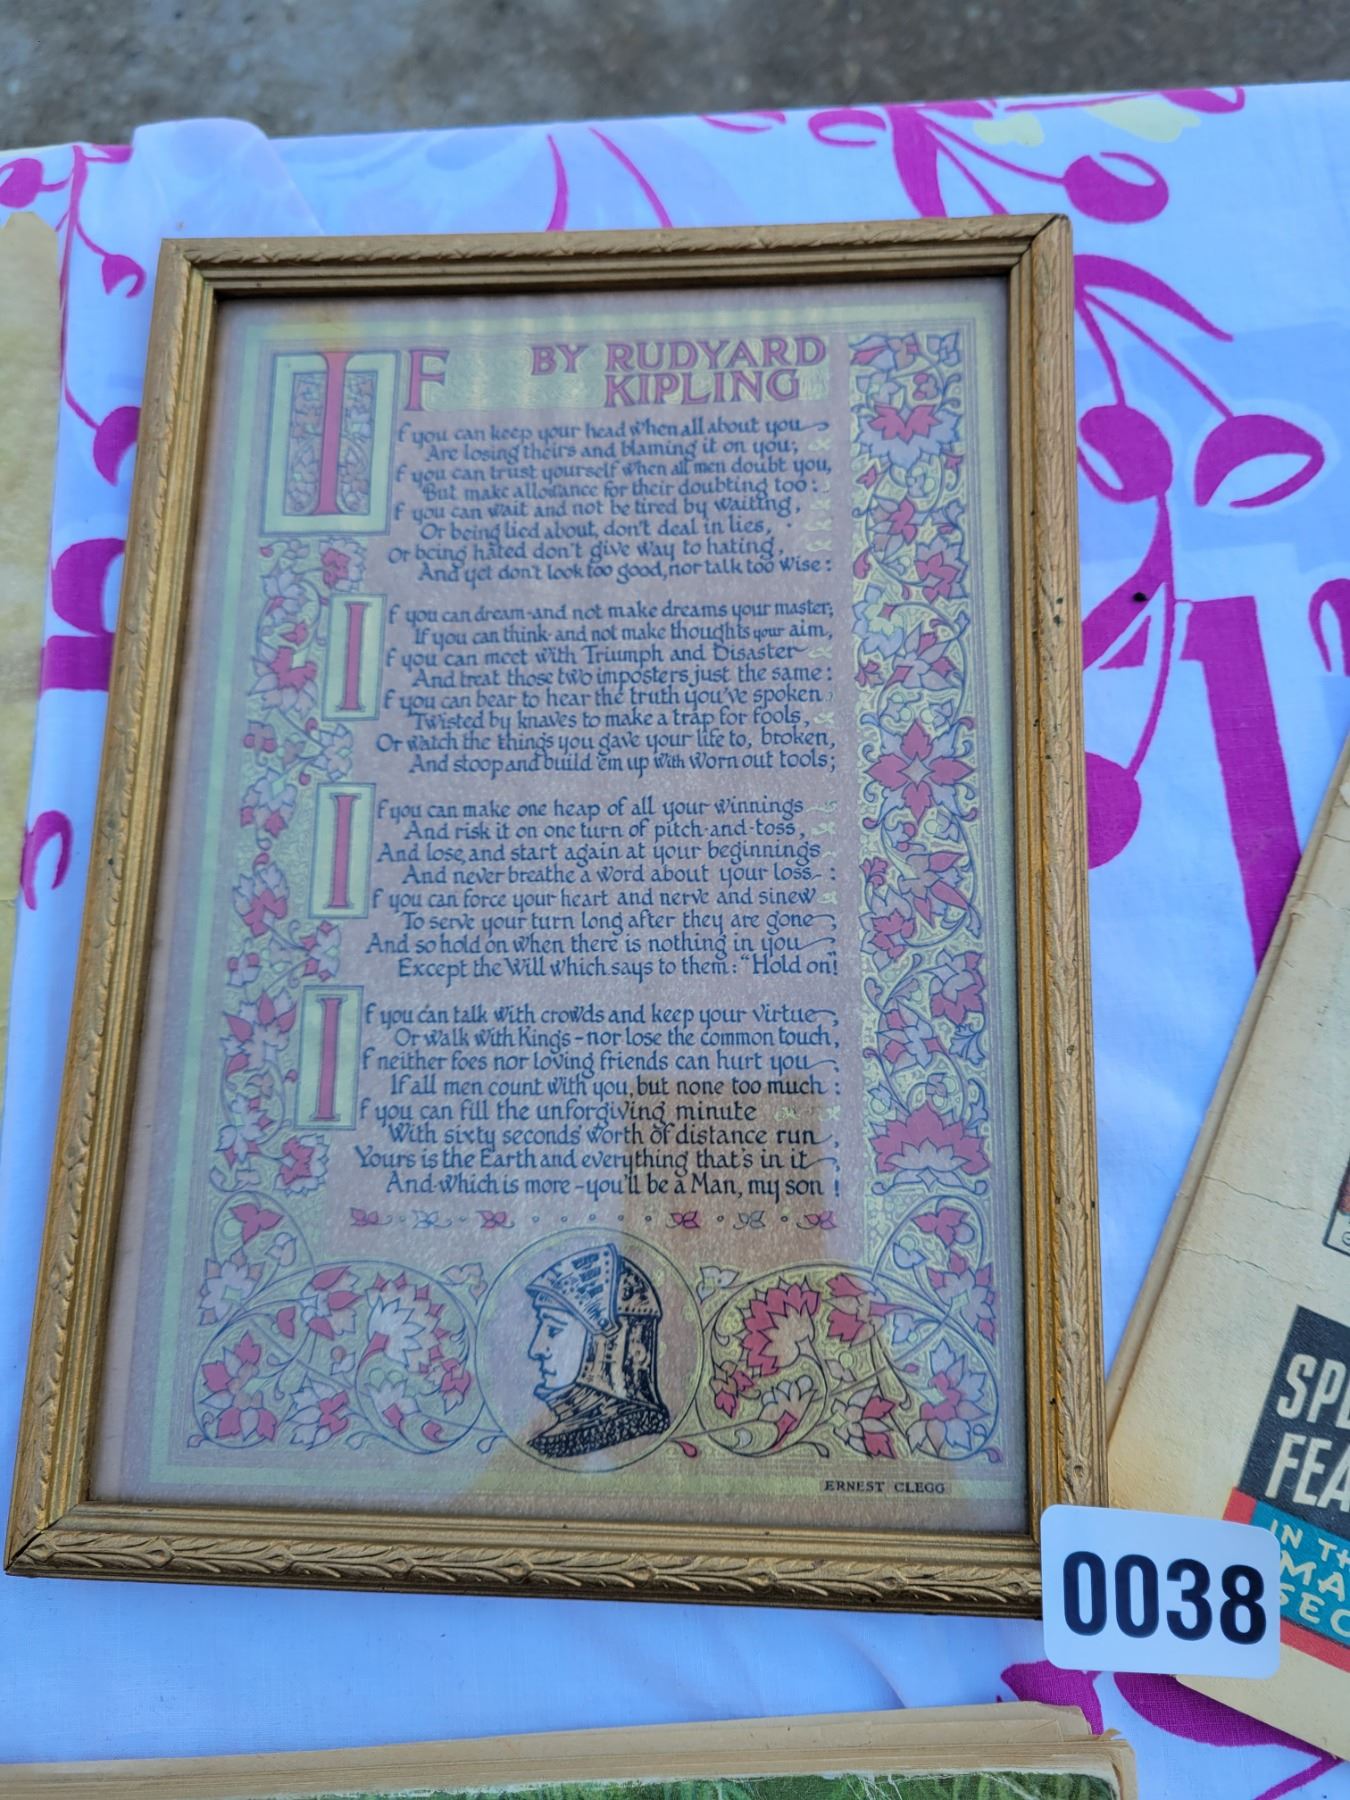 IF BY RUDYARD
KIPLING
If you can keep your head when all about you
Are losing theirs and blaming it on you;
If you can trust yourself when all men doubt you,
But make allowance for their doubting too:
If you can wait and not be tired by waiting,
Or being lied about, don't deal in lies,
Or being hated don't give way to hating,
And yet don't look too good, nor talk too wise:
If you can dream-and not make dreams your master;
If you can think-and not make thoughts your aim,
If you can meet with Triumph and Disaster
And treat those two imposters just the same:
If you can bear to hear the truth you've spoken
Twisted by knaves to make a trap for fools,
Or watch the things you gave your life to, broken,
And stoop and build 'em up with worn out tools;
If you can make one heap of all your winnings
And risk it on one turn of pitch-and-toss,
And lose, and start again at your beginnings
And never breathe a word about your loss:
If you can force your heart and nerve and sinew
To serve your turn long after they are gone,
And so hold on when there is nothing in you
Except the Will which says to them: "Hold on!"
If you can talk with crowds and keep your virtue,
Or walk with Kings-nor lose the common touch,
If neither foes nor loving friends can hurt you
If all men count with you, but none too much:
If you can fill the unforgiving minute
With sixty seconds' worth of distance run,
Yours is the Earth and everything that's in it,
And-which is more-you'll be a Man, my son!
ERNEST CLEGG
0038
IN